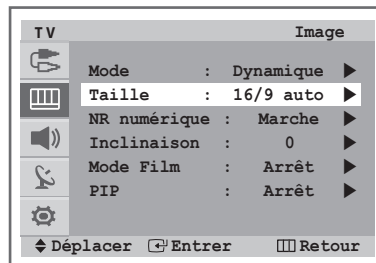 TV Image
Mode : Dynamique
Taille : 16/9 auto
NR numérique : Marche
Inclinaison : 0
Mode Film : Arrêt
PIP : Arrêt
Déplacer Entrer Retour